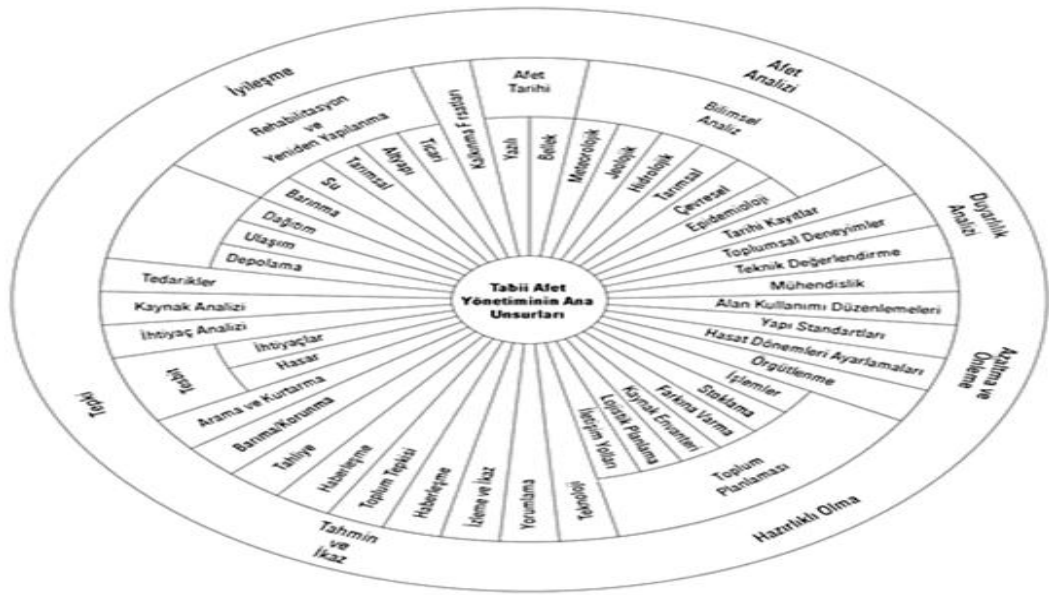 Tabii Afet
Yönetiminin Ana
Unsurları
Afet
Analizi
Afet
Tarihi
Yazılı
Bellek
Bilimsel
Analiz
Meteorolojik
Jeolojik
Hidrolojik
Tarımsal
Çevresel
Epidemioloji
Duyarlılık
Analizi
Tarihi Kayıtlar
Toplumsal Deneyimler
Teknik Değerlendirme
Mühendislik
Azaltma ve
Önleme
Alan Kullanımı Düzenlemeleri
Yapı Standartları
Hasat Dönemleri Ayarlamaları
Örgütlenme
Hazırlıklı Olma
Toplum
Planlaması
İşlemler
Stoklama
Farkına Varma
Kaynak Envanteri
Lojistik Planlama
İletişim Yolları
Teknoloji
Tahmin
ve
İkaz
Yorumlama
İzleme ve İkaz
Haberleşme
Toplum Tepkisi
Tepki
Haberleşme
Tahliye
Barıma/Korunma
Arama ve Kurtarma
Tesbit
Hasar
İhtiyaçlar
İhtiyaç Analizi
Kaynak Analizi
Tedarikler
Depolama
Ulaşım
Dağıtım
İyileşme
Rehabilitasyon
ve
Yeniden Yapılanma
Barınma
Su
Tarımsal
Altyapı
Ticari
Kalkınma Fırsatları